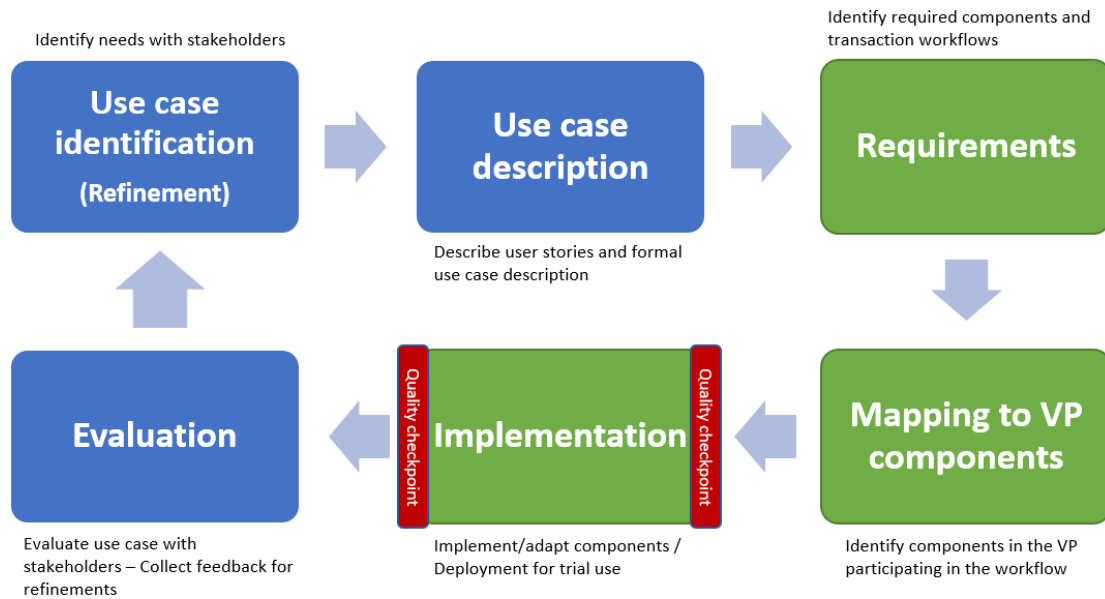 Identify needs with stakeholders
Use case
identification
(Refinement)
Use case
description
Describe user stories and formal
use case description
Identify required components and
transaction workflows
Requirements
Mapping to VP
components
Identify components in the VP
participating in the workflow
Quality checkpoint
Implementation
Quality checkpoint
Implement/adapt components /
Deployment for trial use
Evaluation
Evaluate use case with
stakeholders – Collect feedback for
refinements